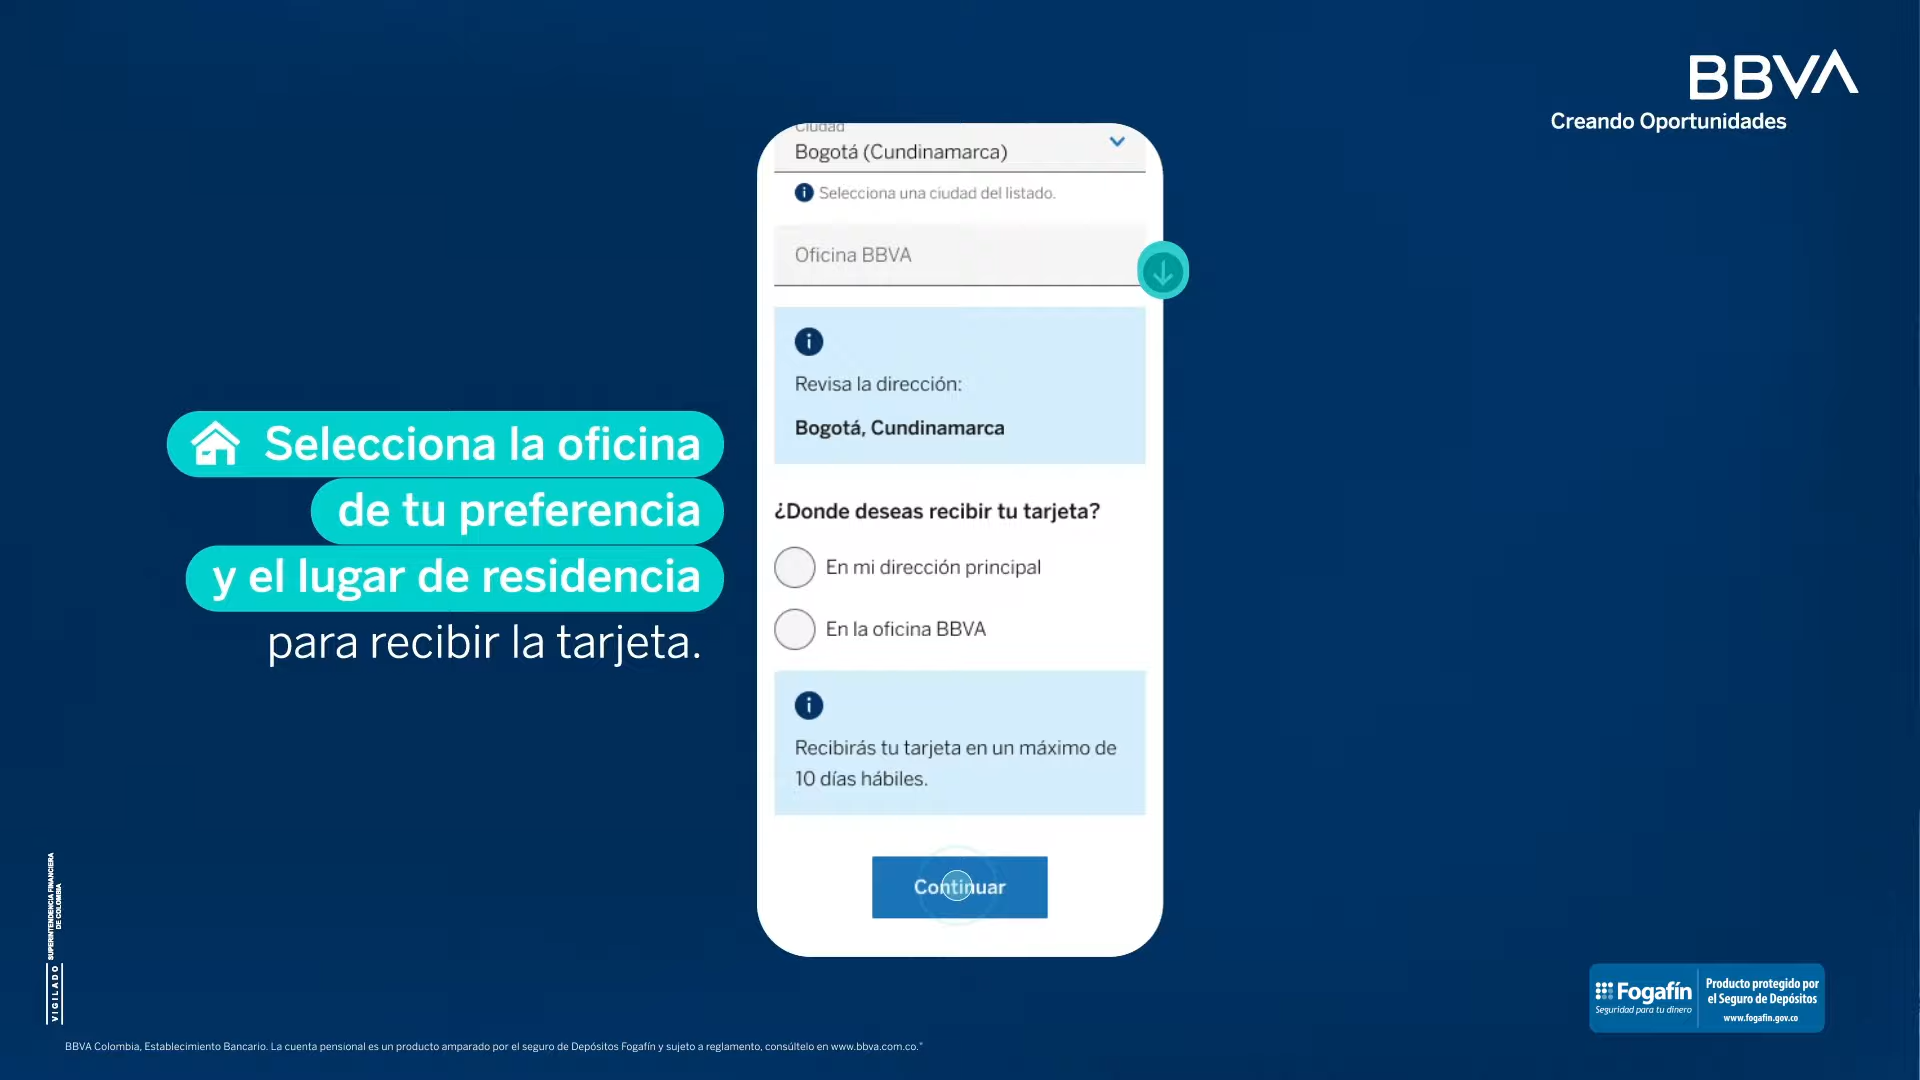 BBVA
Creando Oportunidades
Ciudad
Bogotá (Cundinamarca)
Selecciona una ciudad del listado.
Oficina BBVA
Revisa la dirección:
Bogotá, Cundinamarca
¿Donde deseas recibir tu tarjeta?
En mi dirección principal
En la oficina BBVA
Recibirás tu tarjeta en un máximo de
10 días hábiles.
Continuar
Selecciona la oficina
de tu preferencia
y el lugar de residencia
para recibir la tarjeta.
VIGILADO
SUPERINTENDENCIA FINANCIERA
DE COLOMBIA
Fogafín
Seguridad para tu dinero
Producto protegido por
el Seguro de Depósitos
www.fogafin.gov.co
BBVA Colombia, Establecimiento Bancario. La cuenta pensional es un producto amparado por el seguro de Depósitos Fogafín y sujeto a reglamento, consúltelo en www.bbva.com.co."